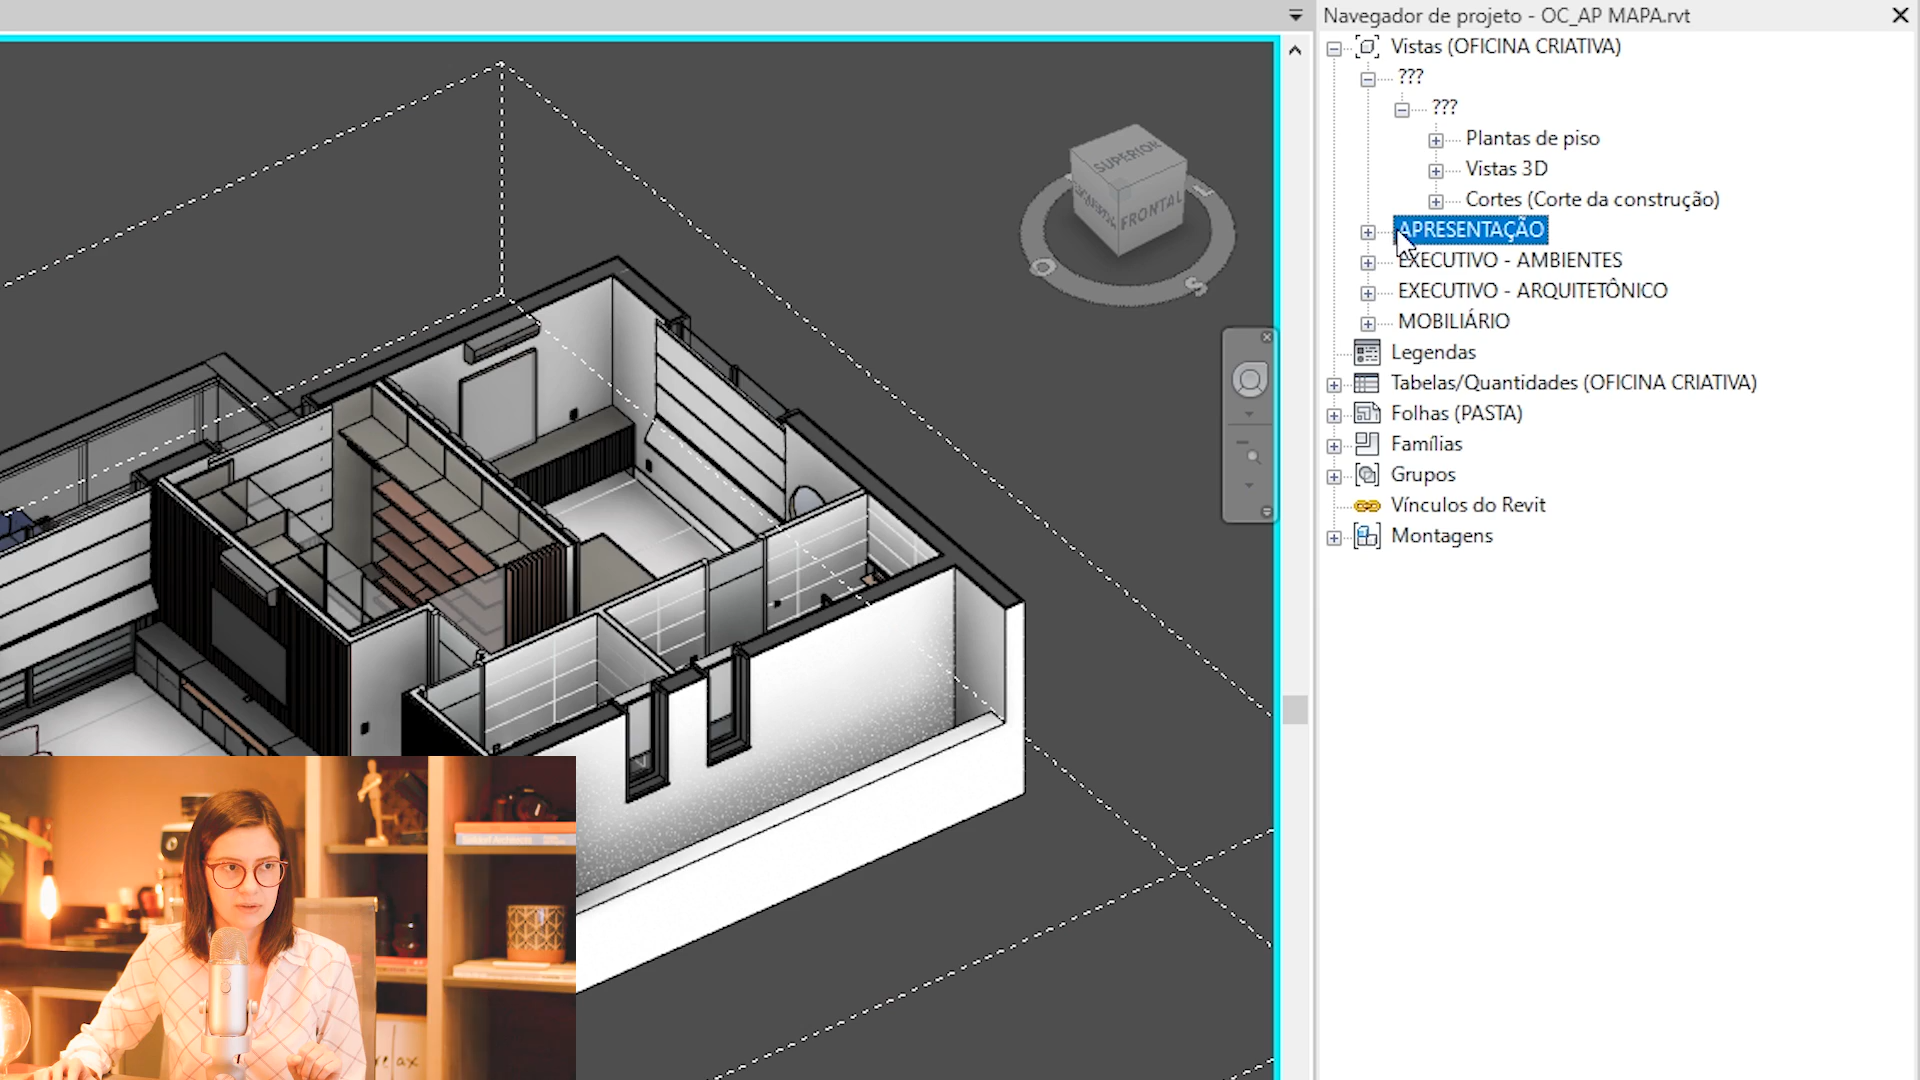 Navegador de projeto - OC_AP MAPA.rvt
Vistas (OFICINA CRIATIVA)
???
???
Plantas de piso
Vistas 3D
Cortes (Corte da construção)
APRESENTAÇÃO
EXECUTIVO - AMBIENTES
EXECUTIVO - ARQUITETÔNICO
MOBILIÁRIO
Legendas
Tabelas/Quantidades (OFICINA CRIATIVA)
Folhas (PASTA)
Famílias
Grupos
Vínculos do Revit
Montagens
SUPERIOR
FRONTAL
O
S